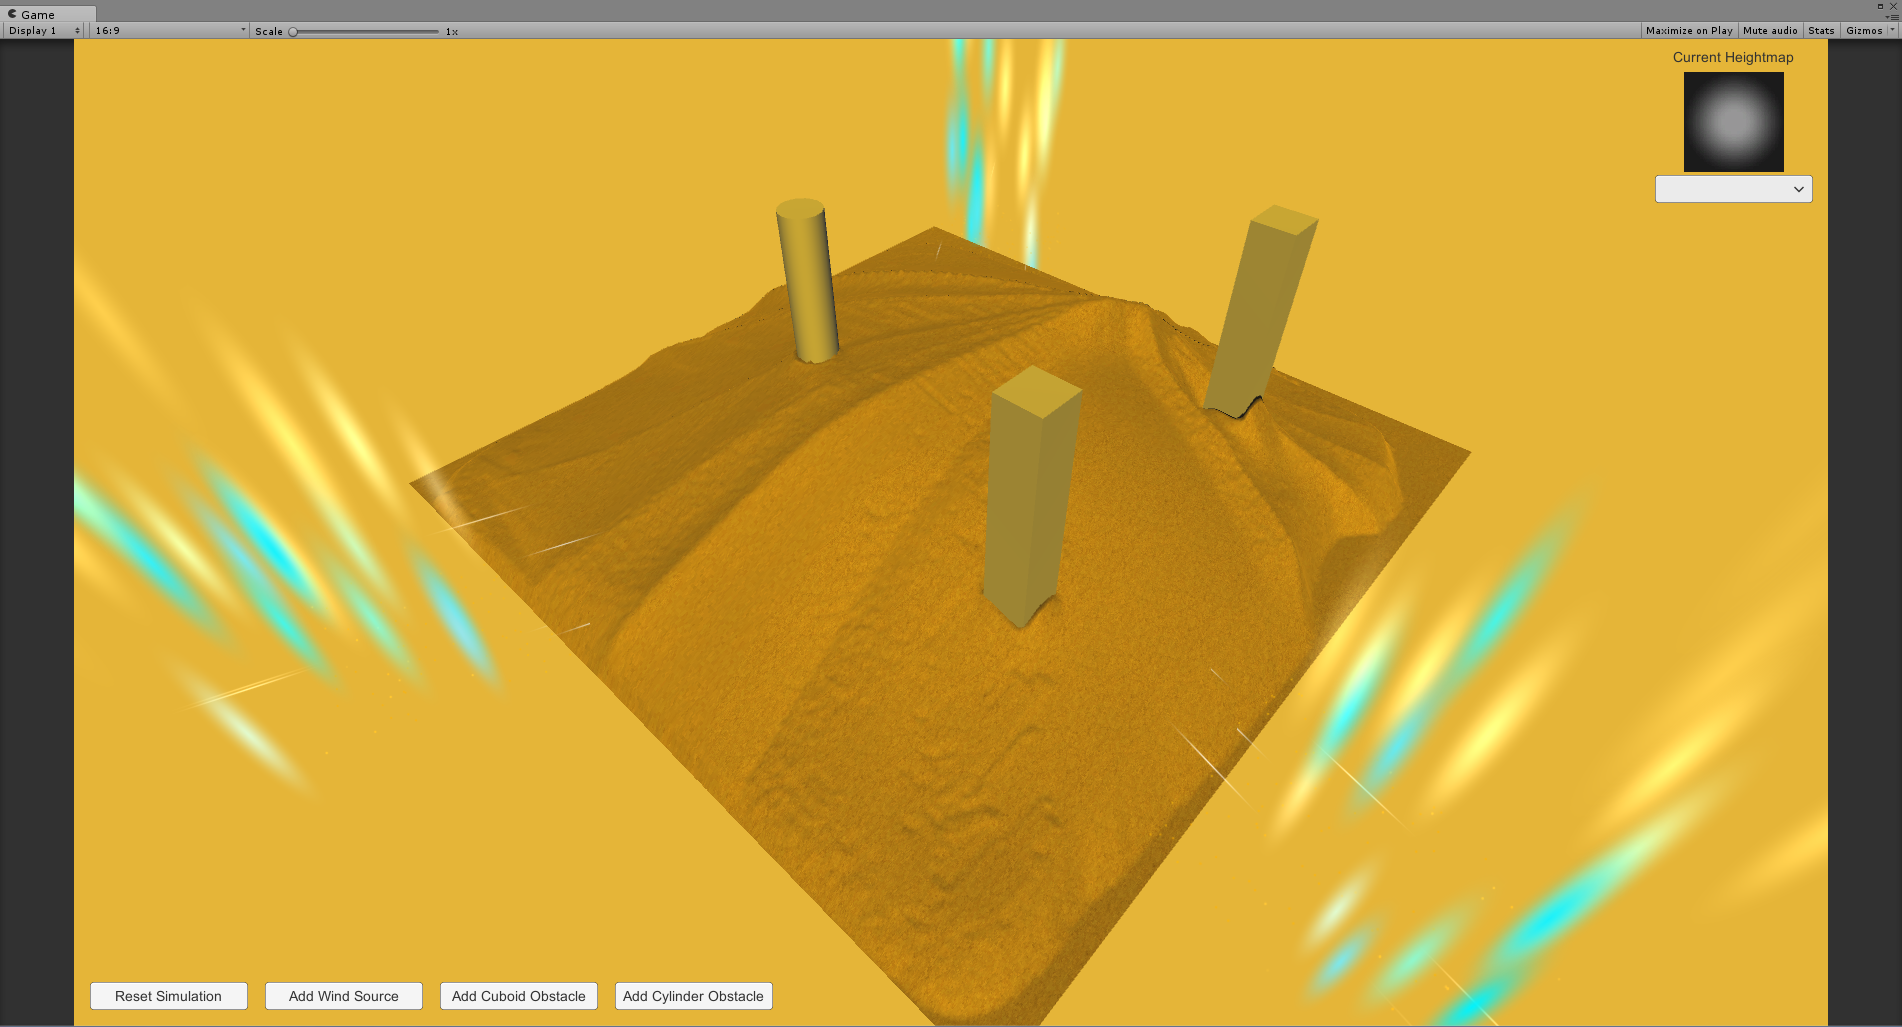 Game
Display 1
16:9
Scale 1x
Maximize on Play Mute audio Stats Gizmos
Current Heightmap
Reset Simulation
Add Wind Source
Add Cuboid Obstacle
Add Cylinder Obstacle